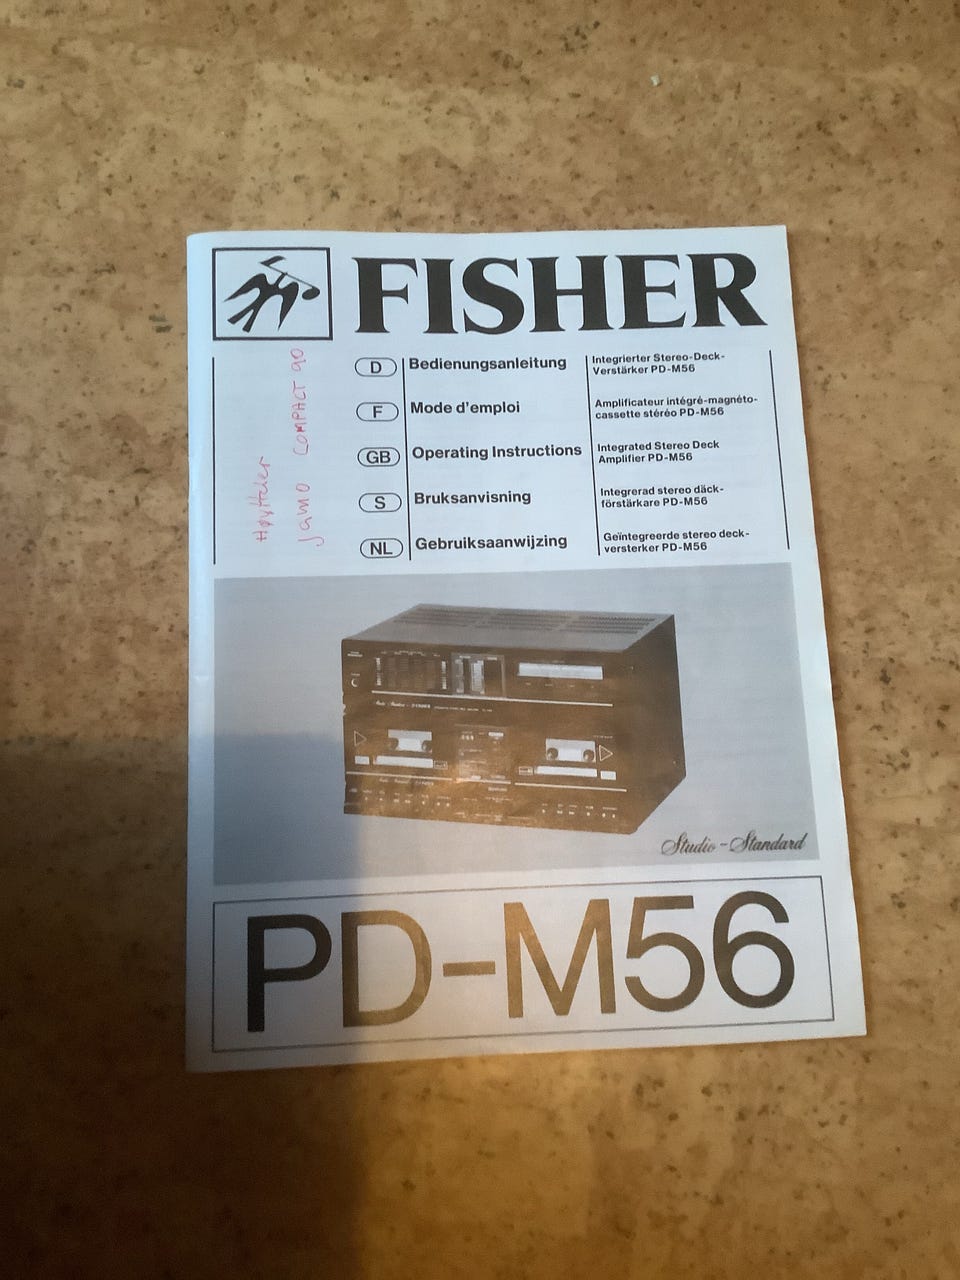 FISHER
D Bedienungsanleitung Integrierter Stereo-Deck-
Verstärker PD-M56
F Mode d'emploi Amplificateur intégré-magnéto-
cassette stéréo PD-M56
GB Operating Instructions Integrated Stereo Deck
Amplifier PD-M56
S Bruksanvisning Integrerad stereo däck-
förstärkare PD-M56
NL Gebruiksaanwijzing Geïntegreerde stereo deck-
versterker PD-M56
Høyttaler
Jamo COMPACT 90
Studio-Standard
PD-M56